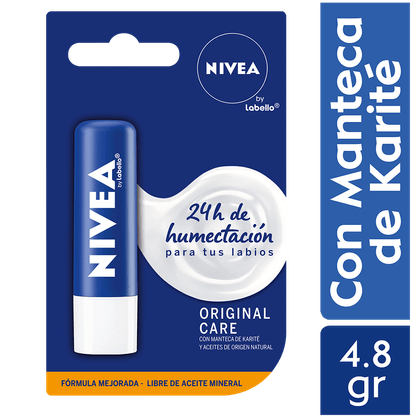 NIVEA
by Labello®
NIVEA
by Labello®
24h de
humectación
para tus labios
ORIGINAL
CARE
CON MANTECA DE KARITÉ
Y ACEITES DE ORIGEN NATURAL
FÓRMULA MEJORADA - LIBRE DE ACEITE MINERAL
Con Manteca
de Karité
4.8
gr